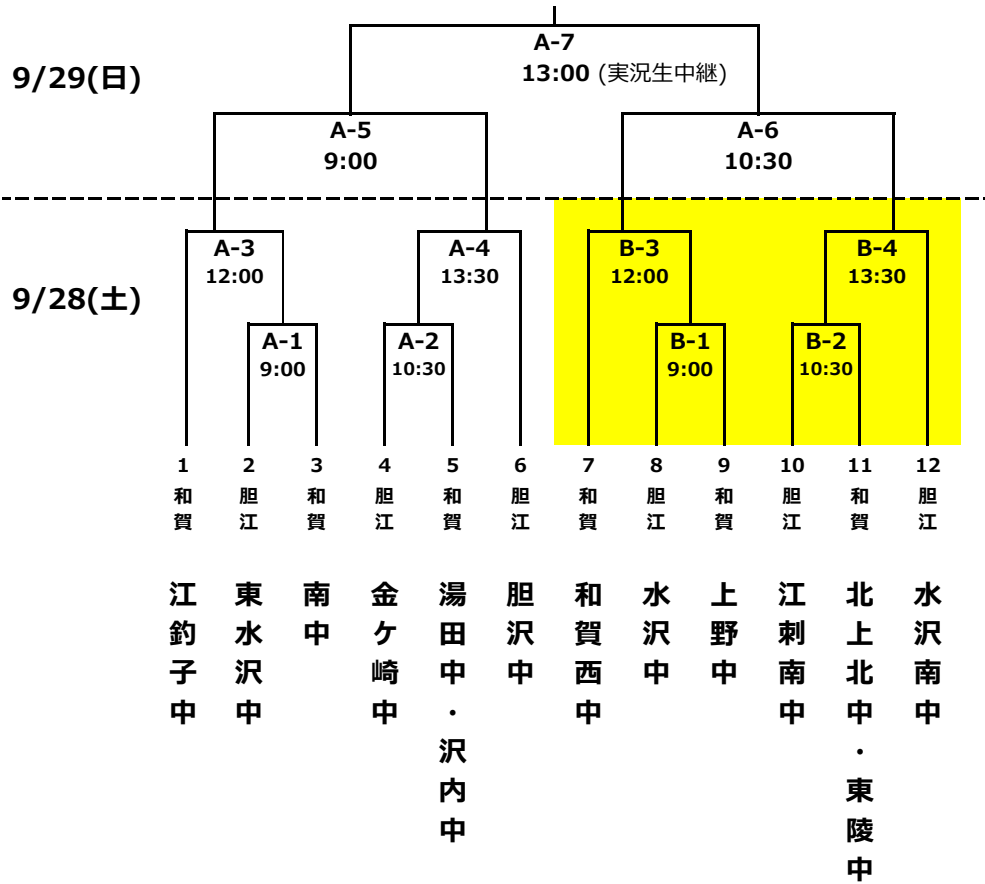 A-7
13:00 (実況生中継)
9/29(日)
A-5
9:00
A-6
10:30
9/28(土)
A-3
12:00
A-4
13:30
B-3
12:00
B-4
13:30
A-1
9:00
A-2
10:30
B-1
9:00
B-2
10:30
1 2 3 4 5 6 7 8 9 10 11 12
和賀
胆江
和賀
胆江
和賀
胆江
和賀
胆江
和賀
胆江
和賀
胆江
江釣子中
東水沢中
南中
金ケ崎中
湯田中・沢内中
胆沢中
和賀西中
水沢中
上野中
江刺南中
北上北中・東陵中
水沢南中